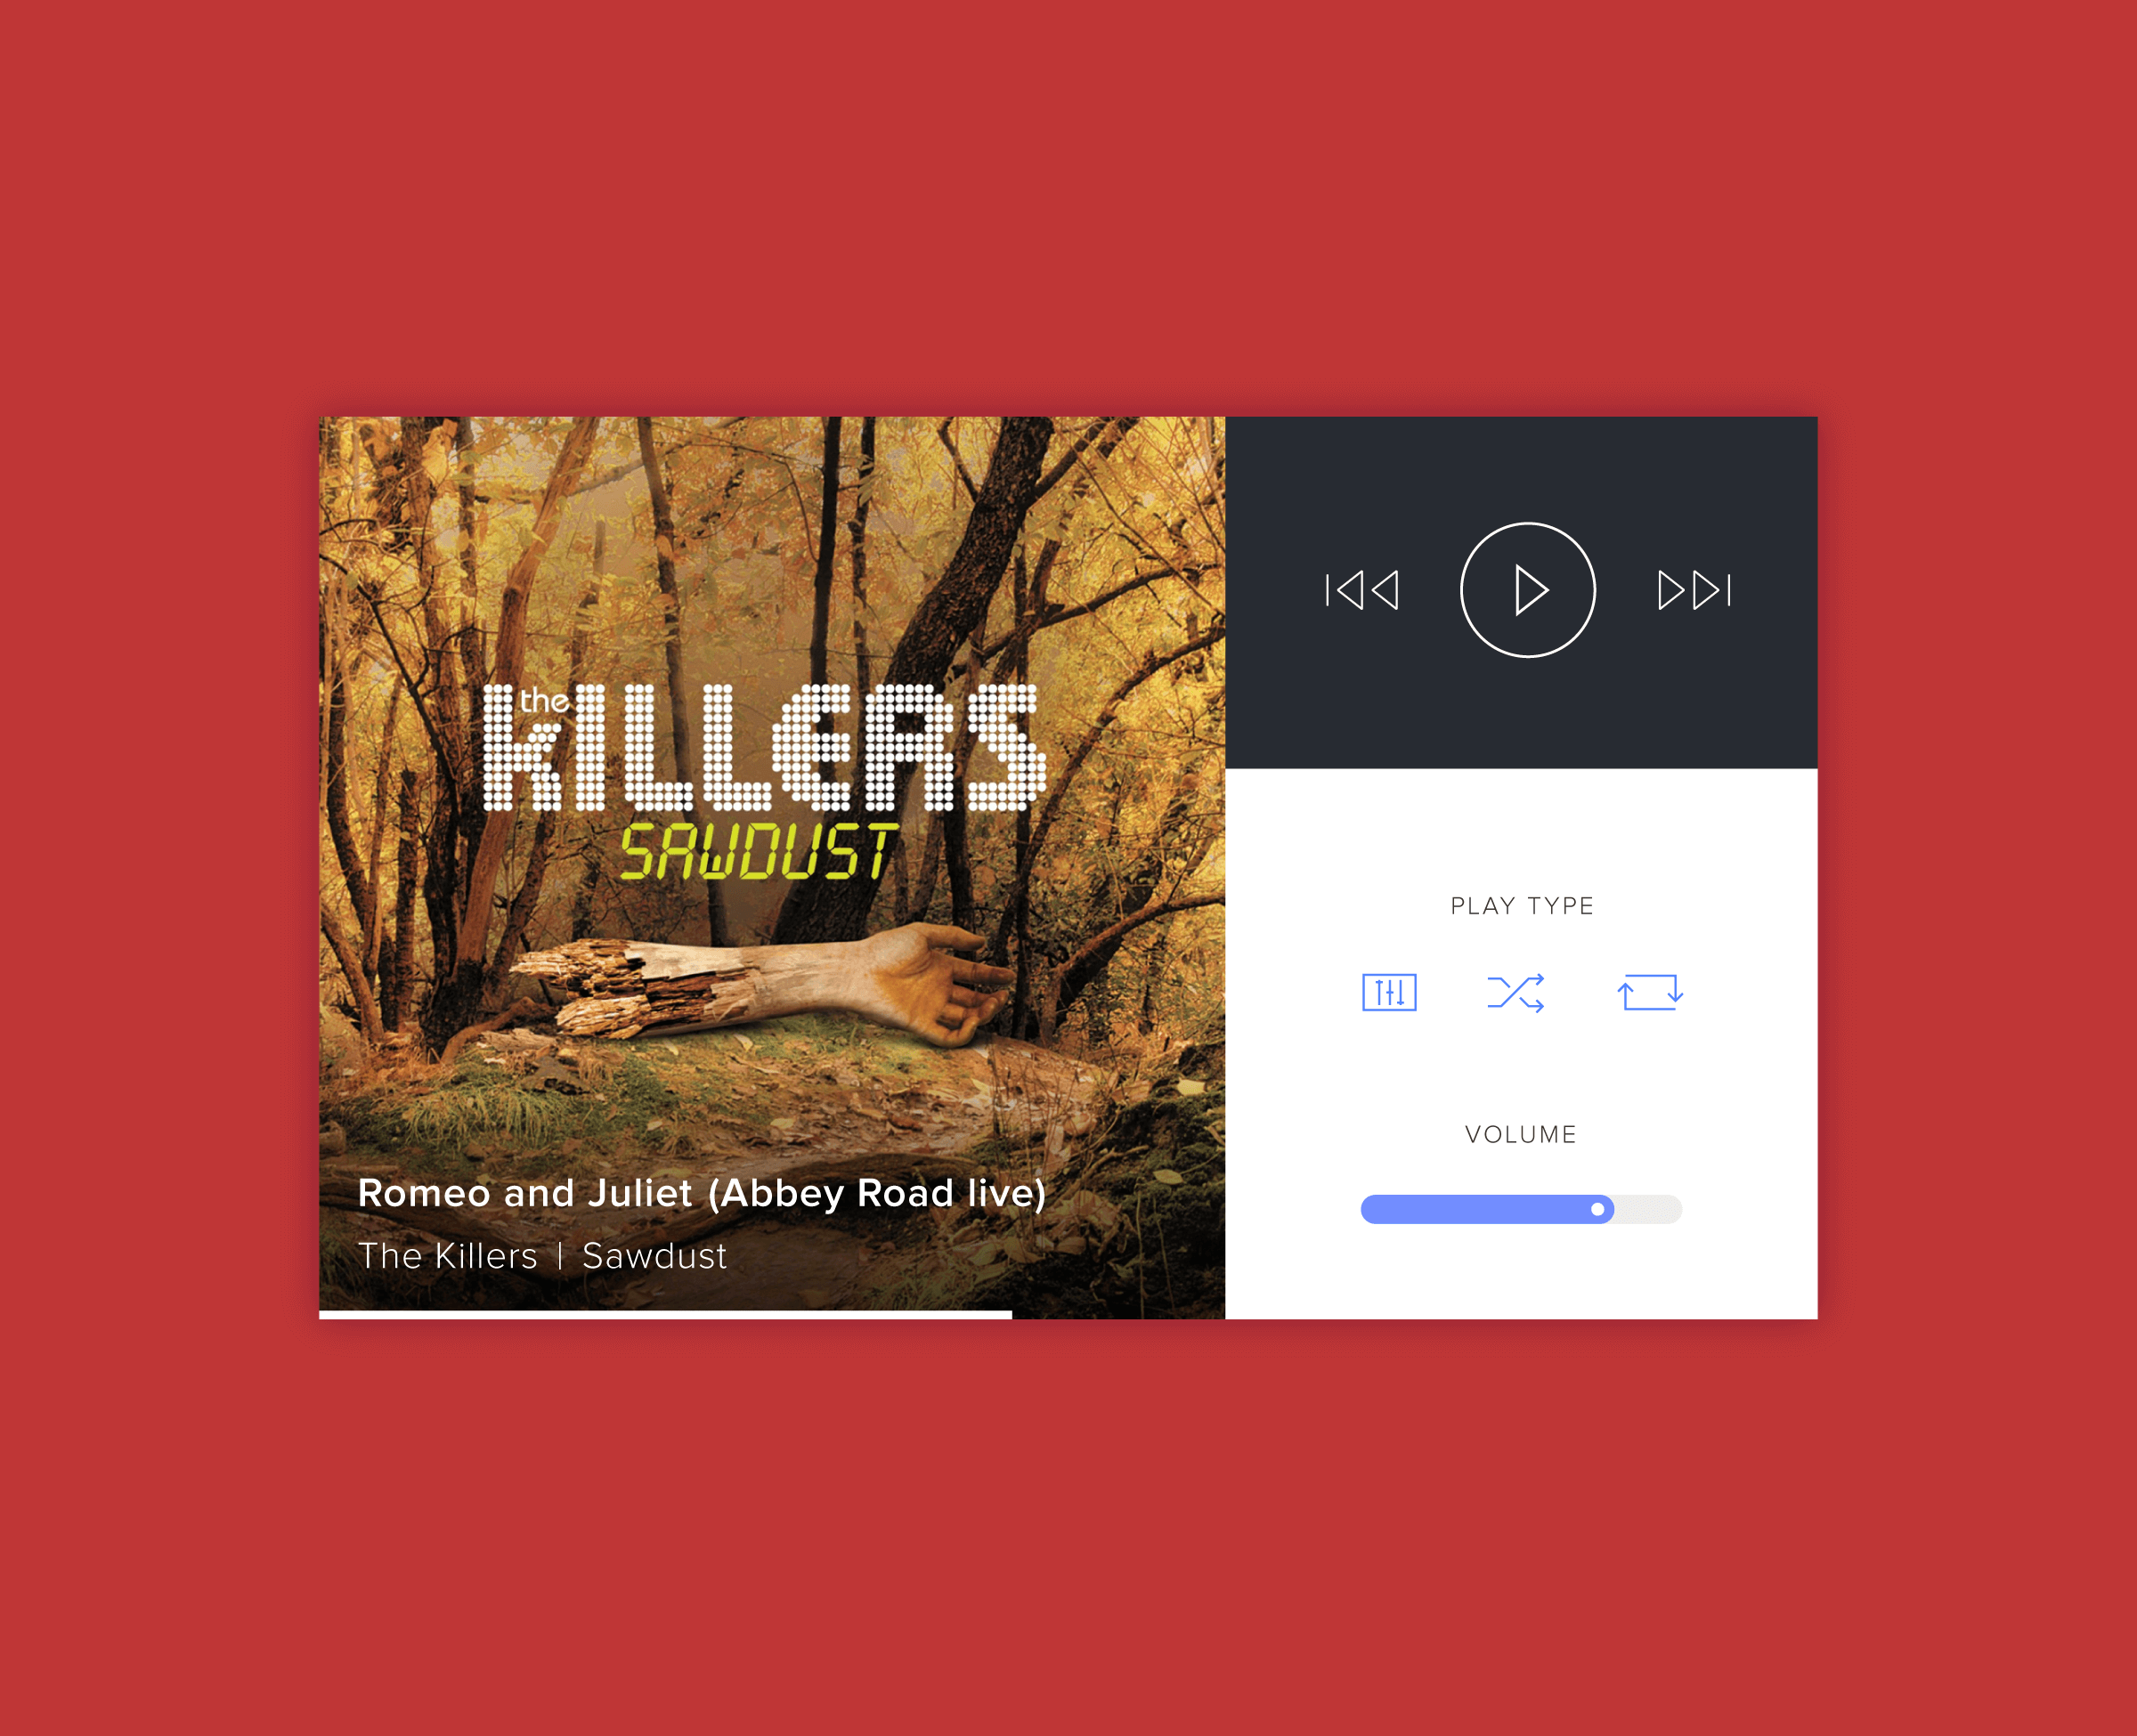 the
KILLERS
SAWDUST
Romeo and Juliet (Abbey Road live)
The Killers | Sawdust
PLAY TYPE
VOLUME